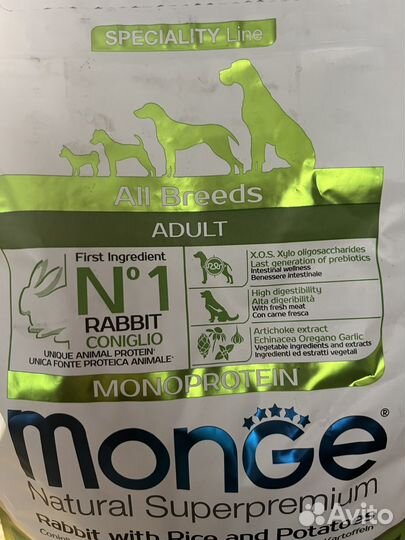 SPECIALITY Line
All Breeds
ADULT
First Ingredient
N°1
RABBIT
CONIGLIO
UNIQUE ANIMAL PROTEIN*
UNICA FONTE PROTEICA ANIMALE*
X.O.S. Xylo oligosaccharides
Last generation of prebiotics
Intestinal wellness
Benessere intestinale
High digestibility
Alta digeribilità
With fresh meat
Con carne fresca
Artichoke extract
Echinacea Oregano Garlic
Vegetable ingredients and extracts
Ingredienti ed estratti vegetali
MONOPROTEIN
monge®
Natural Superpremium
Rabbit with Rice and Potatoes
Kartoffeln
Avito